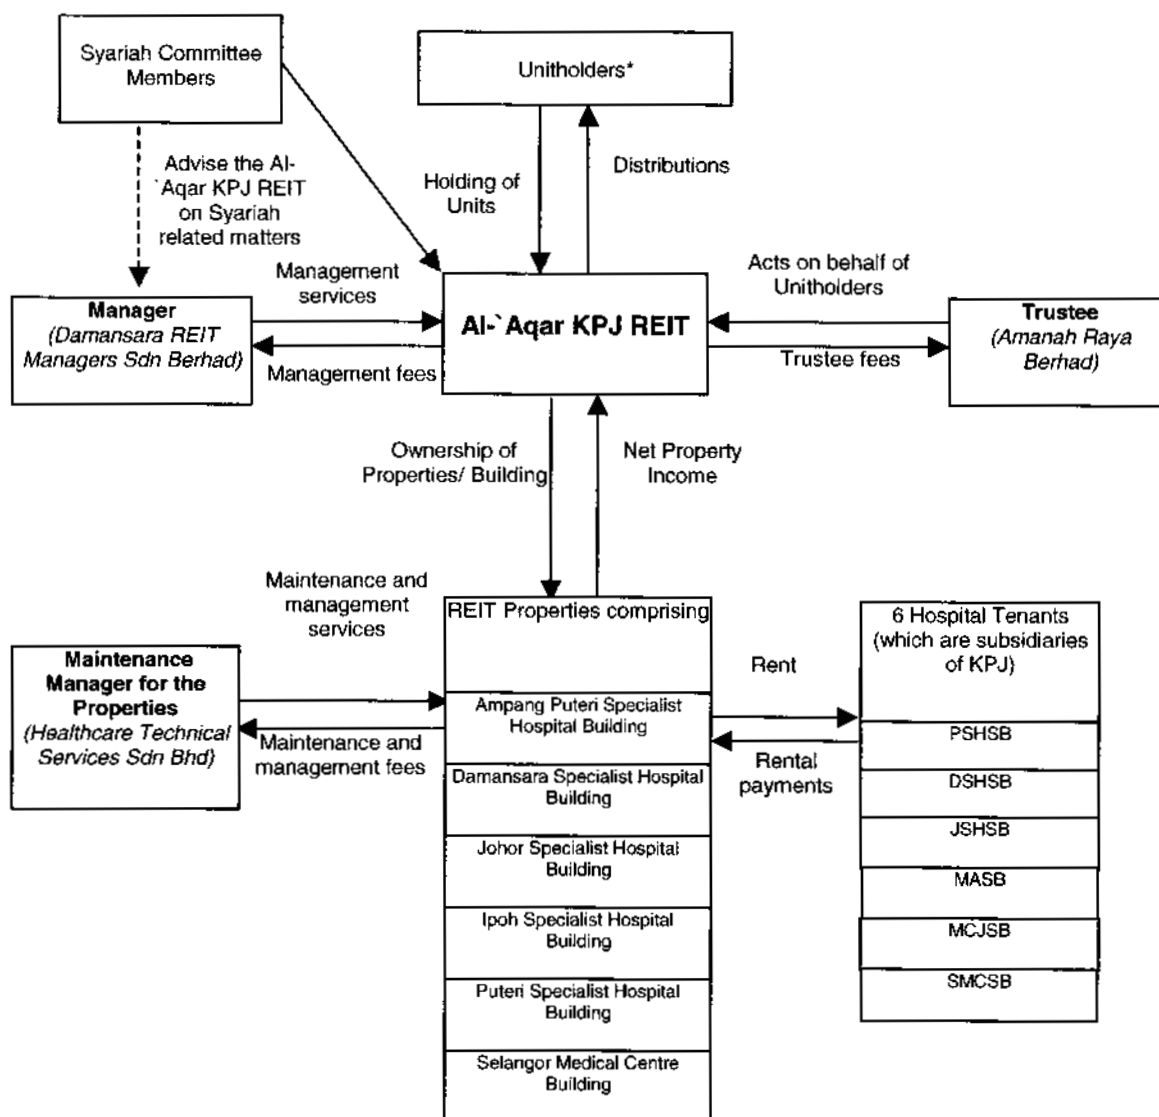 Syariah Committee
Members
Unitholders*
Advise the Al-
`Aqar KPJ REIT
on Syariah
related matters
Holding of
Units
Distributions
Management
services
Acts on behalf of
Unitholders
Manager
(Damansara REIT
Managers Sdn Berhad)
Al-`Aqar KPJ REIT
Trustee
(Amanah Raya
Berhad)
Management fees
Trustee fees
Ownership of
Properties/ Building
Net Property
Income
Maintenance and
management
services
REIT Properties comprising
6 Hospital Tenants
(which are subsidiaries
of KPJ)
Maintenance
Manager for the
Properties
(Healthcare Technical
Services Sdn Bhd)
Rent
Maintenance and
management fees
Rental
payments
Ampang Puteri Specialist
Hospital Building
Damansara Specialist Hospital
Building
Johor Specialist Hospital
Building
Ipoh Specialist Hospital
Building
Puteri Specialist Hospital
Building
Selangor Medical Centre
Building
PSHSB
DSHSB
JSHSB
MASB
MCJSB
SMCSB